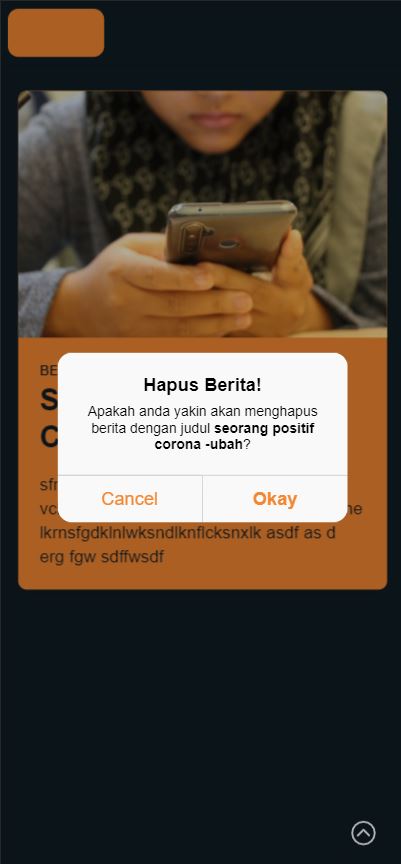 BE
S
C
Hapus Berita!
Apakah anda yakin akan menghapus
berita dengan judul seorang positif
corona -ubah?
Cancel
Okay
sfr
vc
ne
lkrnsfgdklnlwksndlknflcksnxlk asdf as d
erg fgw sdffwsdf